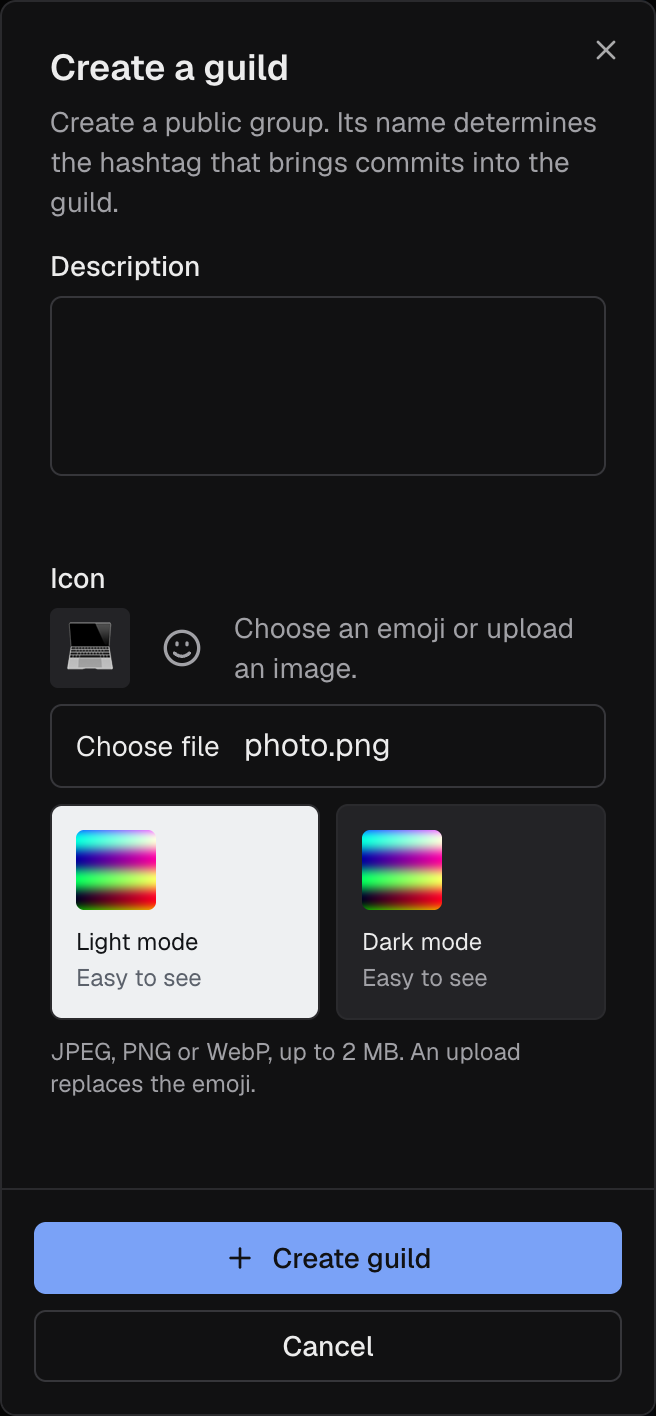 Create a guild
Create a public group. Its name determines
the hashtag that brings commits into the
guild.
Description
Icon
Choose an emoji or upload
an image.
Choose file photo.png
Light mode
Easy to see
Dark mode
Easy to see
JPEG, PNG or WebP, up to 2 MB. An upload
replaces the emoji.
Create guild
Cancel